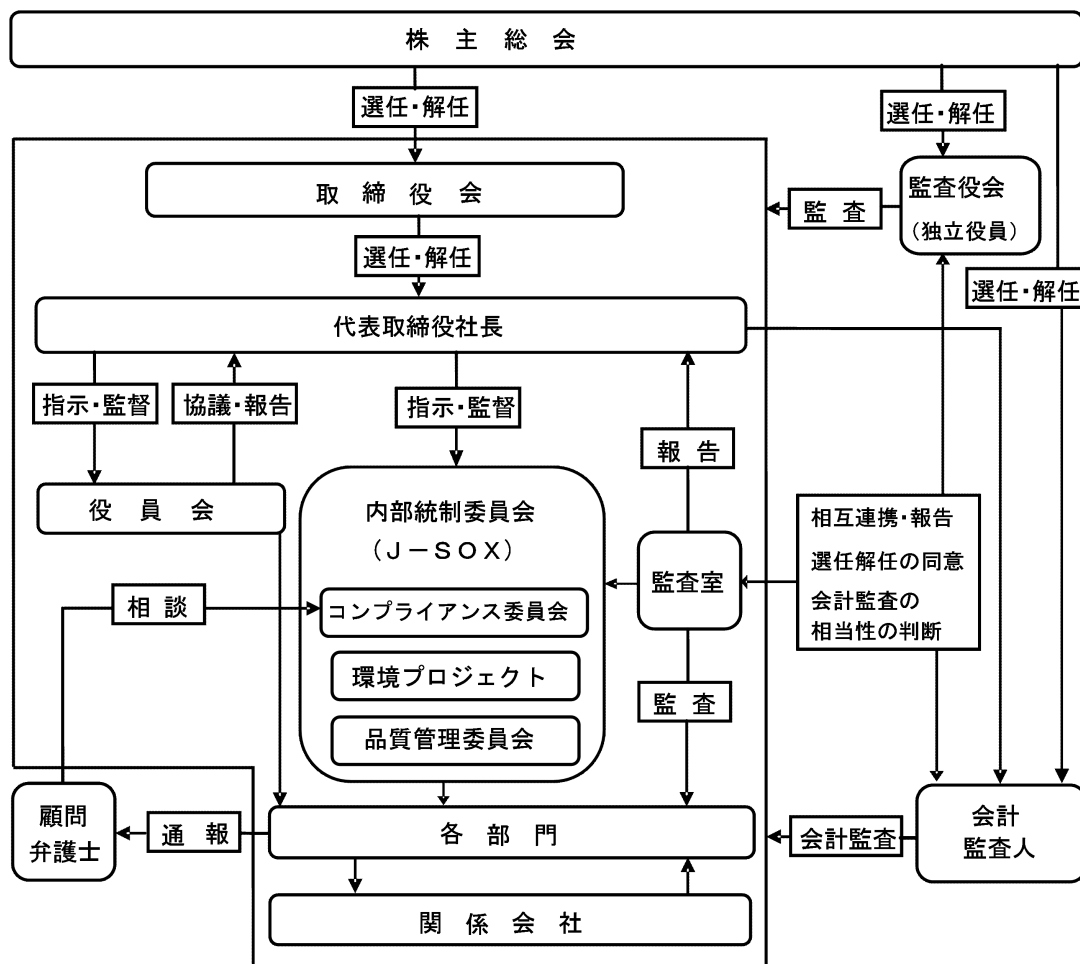 株主総会
選任・解任
選任・解任
取締役会
監査役会
（独立役員）
監査
選任・解任
選任・解任
代表取締役社長
指示・監督
協議・報告
指示・監督
報告
役員会
内部統制委員会
（J－SOX）
監査室
相互連携・報告
選任解任の同意
会計監査の
相当性の判断
相談
コンプライアンス委員会
環境プロジェクト
監査
品質管理委員会
顧問
弁護士
通報
各部門
会計監査
会計
監査人
関係会社